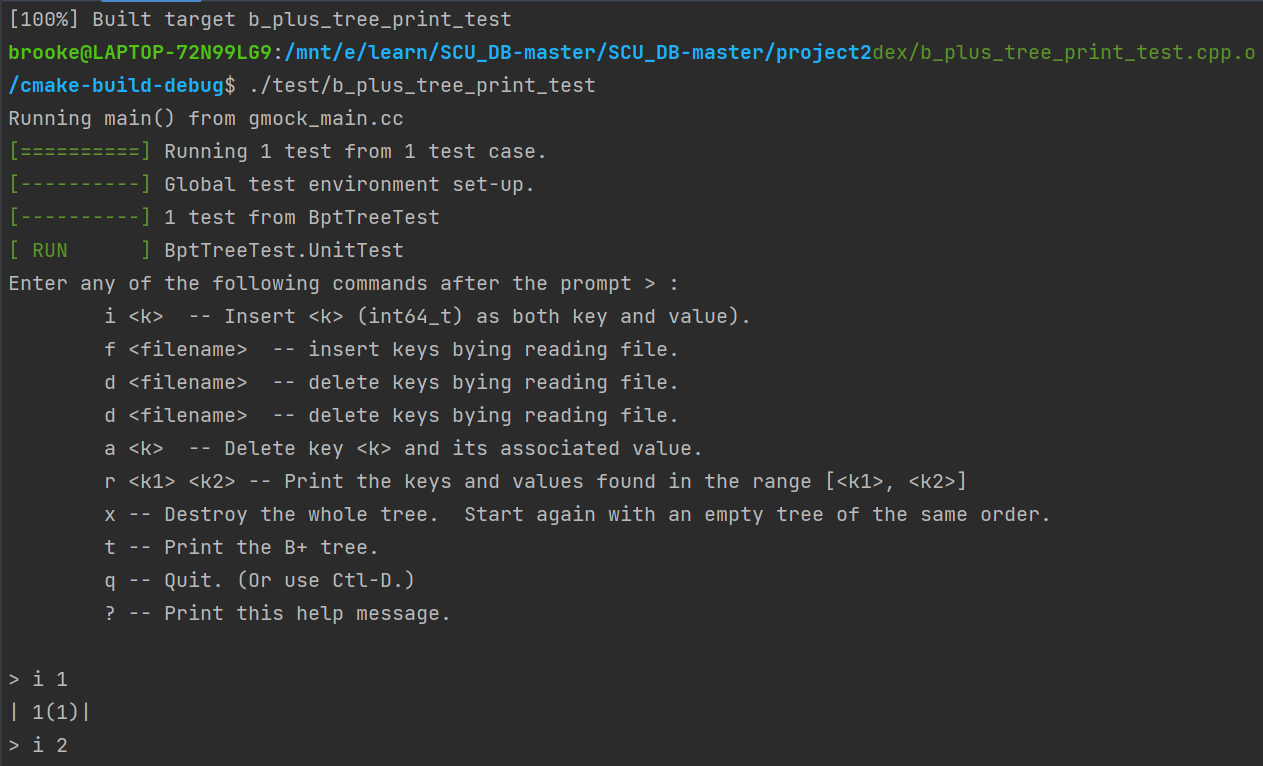 [100%] Built target b_plus_tree_print_test
brooke@LAPTOP-72N99LG9:/mnt/e/learn/SCU_DB-master/SCU_DB-master/project2dex/b_plus_tree_print_test.cpp.o
/cmake-build-debug$ ./test/b_plus_tree_print_test
Running main() from gmock_main.cc
[==========] Running 1 test from 1 test case.
[----------] Global test environment set-up.
[----------] 1 test from BptTreeTest
[ RUN      ] BptTreeTest.UnitTest
Enter any of the following commands after the prompt > :
        i <k>  -- Insert <k> (int64_t) as both key and value).
        f <filename>  -- insert keys bying reading file.
        d <filename>  -- delete keys bying reading file.
        d <filename>  -- delete keys bying reading file.
        a <k>  -- Delete key <k> and its associated value.
        r <k1> <k2> -- Print the keys and values found in the range [<k1>, <k2>]
        x -- Destroy the whole tree.  Start again with an empty tree of the same order.
        t -- Print the B+ tree.
        q -- Quit. (Or use Ctl-D.)
        ? -- Print this help message.
> i 1
| 1(1)|
> i 2